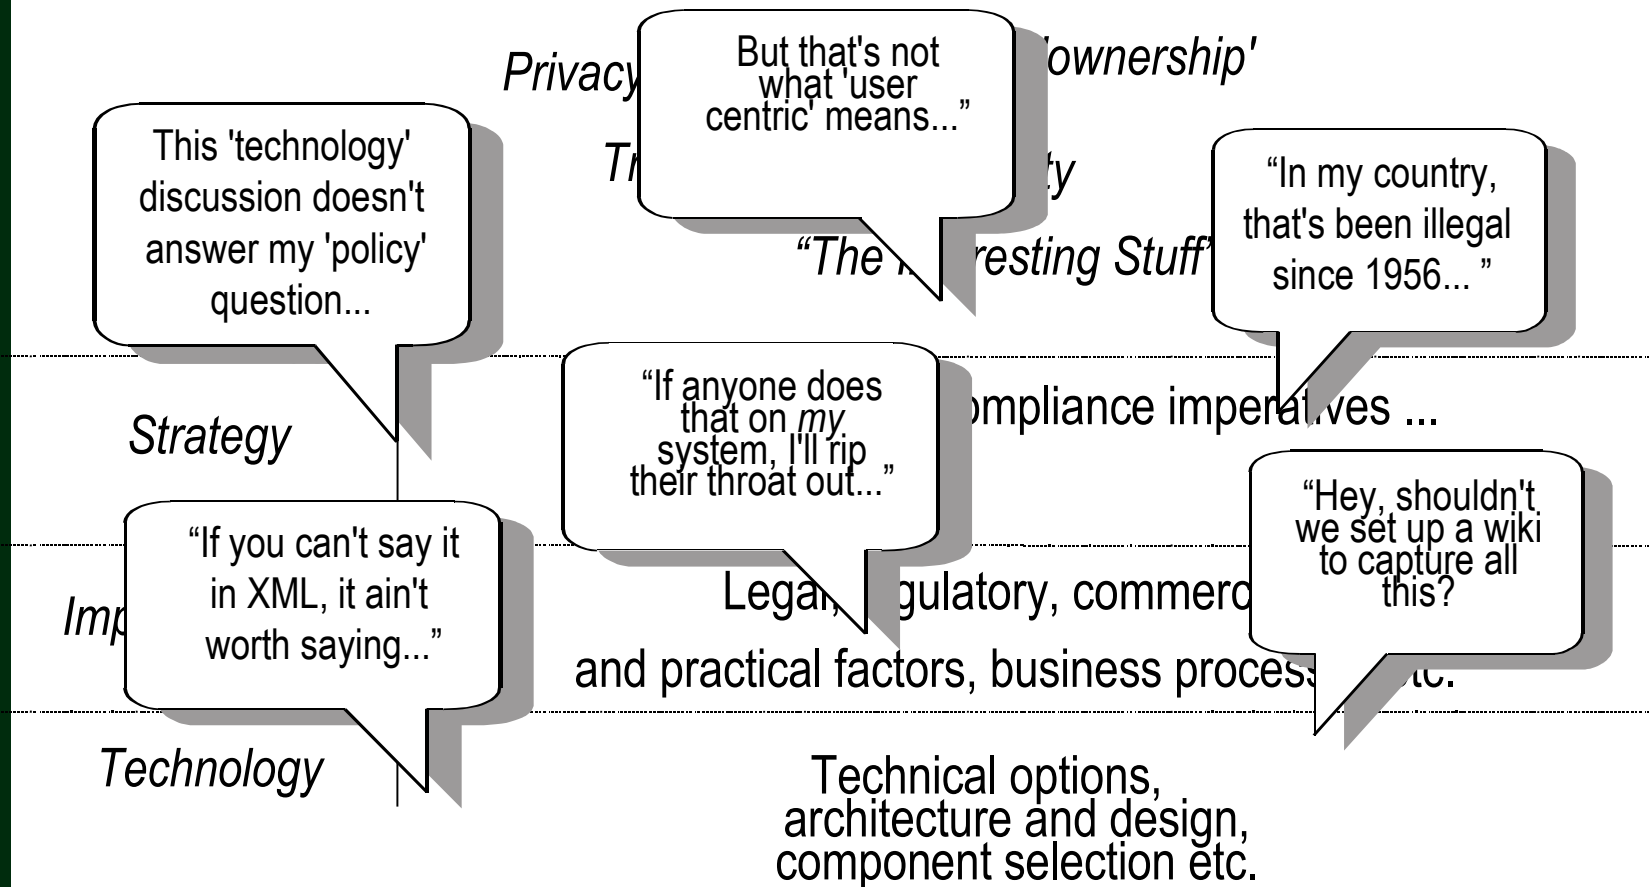 Privacy
ownership'
But that's not
what 'user
centric' means...”
This 'technology'
discussion doesn't
answer my 'policy'
question...
“In my country,
that's been illegal
since 1956... ”
“The
resting Stuff”
“If anyone does
that on my
system, I'll rip
their throat out...”
ompliance imperatives ...
Strategy
“Hey, shouldn't
we set up a wiki
to capture all
this?
“If you can't say it
in XML, it ain't
worth saying...”
Legal, gulatory, commerc
and practical factors, business process etc.
Technology
Technical options,
architecture and design,
component selection etc.